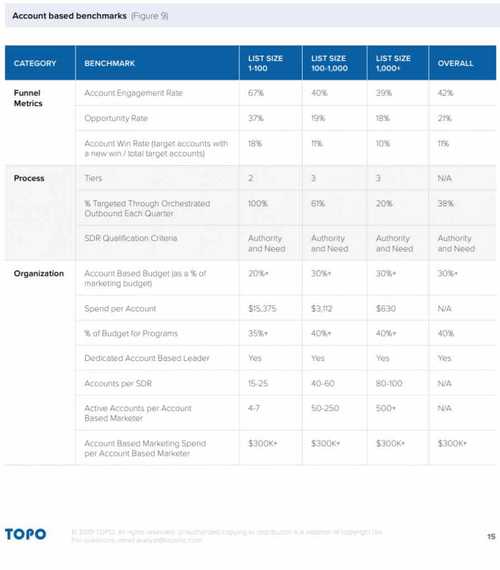 Account based benchmarks (Figure 9)
CATEGORY BENCHMARK LIST SIZE 1-100 LIST SIZE 100-1,000 LIST SIZE 1,000+ OVERALL
Funnel Metrics Account Engagement Rate 67% 40% 39% 42%
Opportunity Rate 37% 19% 18% 21%
Account Win Rate (target accounts with a new win / total target accounts) 18% 11% 10% 11%
Process Tiers 2 3 3 N/A
% Targeted Through Orchestrated Outbound Each Quarter 100% 61% 20% 38%
SDR Qualification Criteria Authority and Need Authority and Need Authority and Need Authority and Need
Organization Account Based Budget (as a % of marketing budget) 20%+ 30%+ 30%+ 30%+
Spend per Account $15,375 $3,112 $630 N/A
% of Budget for Programs 35%+ 40%+ 40%+ 40%
Dedicated Account Based Leader Yes Yes Yes Yes
Accounts per SDR 15-25 40-60 80-100 N/A
Active Accounts per Account Based Marketer 4-7 50-250 500+ N/A
Account Based Marketing Spend per Account Based Marketer $300K+ $300K+ $300K+ $300K+
TOPO
TOPO. All rights reserved. Unauthorized copying or distribution is a violation of copyright law.
For questions, email
15